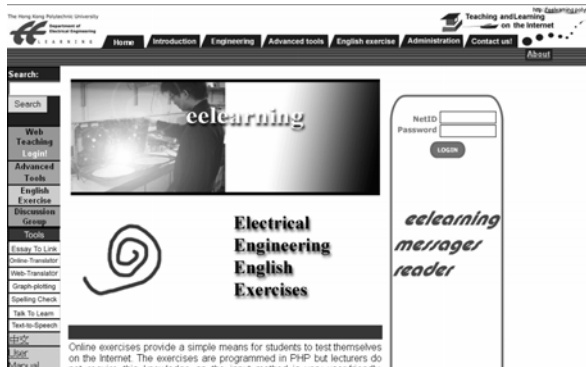 The Hong Kong Polytechnic University
Department of
Electrical Engineering
LEARNING
Teaching and Learning
on the Internet
Home Introduction Engineering Advanced tools English exercise Administration Contact us!
About
Search:
Search
Web
Teaching
Login!
Advanced
Tools
English
Exercise
Discussion
Group
Tools
Essay To Link
Online-Translator
Web-Translator
Graph-plotting
Spelling Check
Talk To Learn
Text-to-Speech
中文
User
Manual
eelearning
Electrical
Engineering
English
Exercises
Online exercises provide a simple means for students to test themselves
on the Internet. The exercises are programmed in PHP but lecturers do
NetID
Password
LOGIN
eelearning
messages
reader